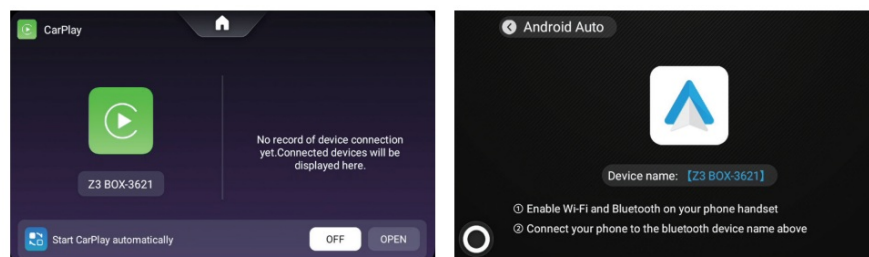 CarPlay
No record of device connection
yet.Connected devices will be
displayed here.
Z3 BOX-3621
Start CarPlay automatically
OFF
OPEN
Android Auto
Device name: 【Z3 BOX-3621】
① Enable Wi-Fi and Bluetooth on your phone handset
② Connect your phone to the bluetooth device name above